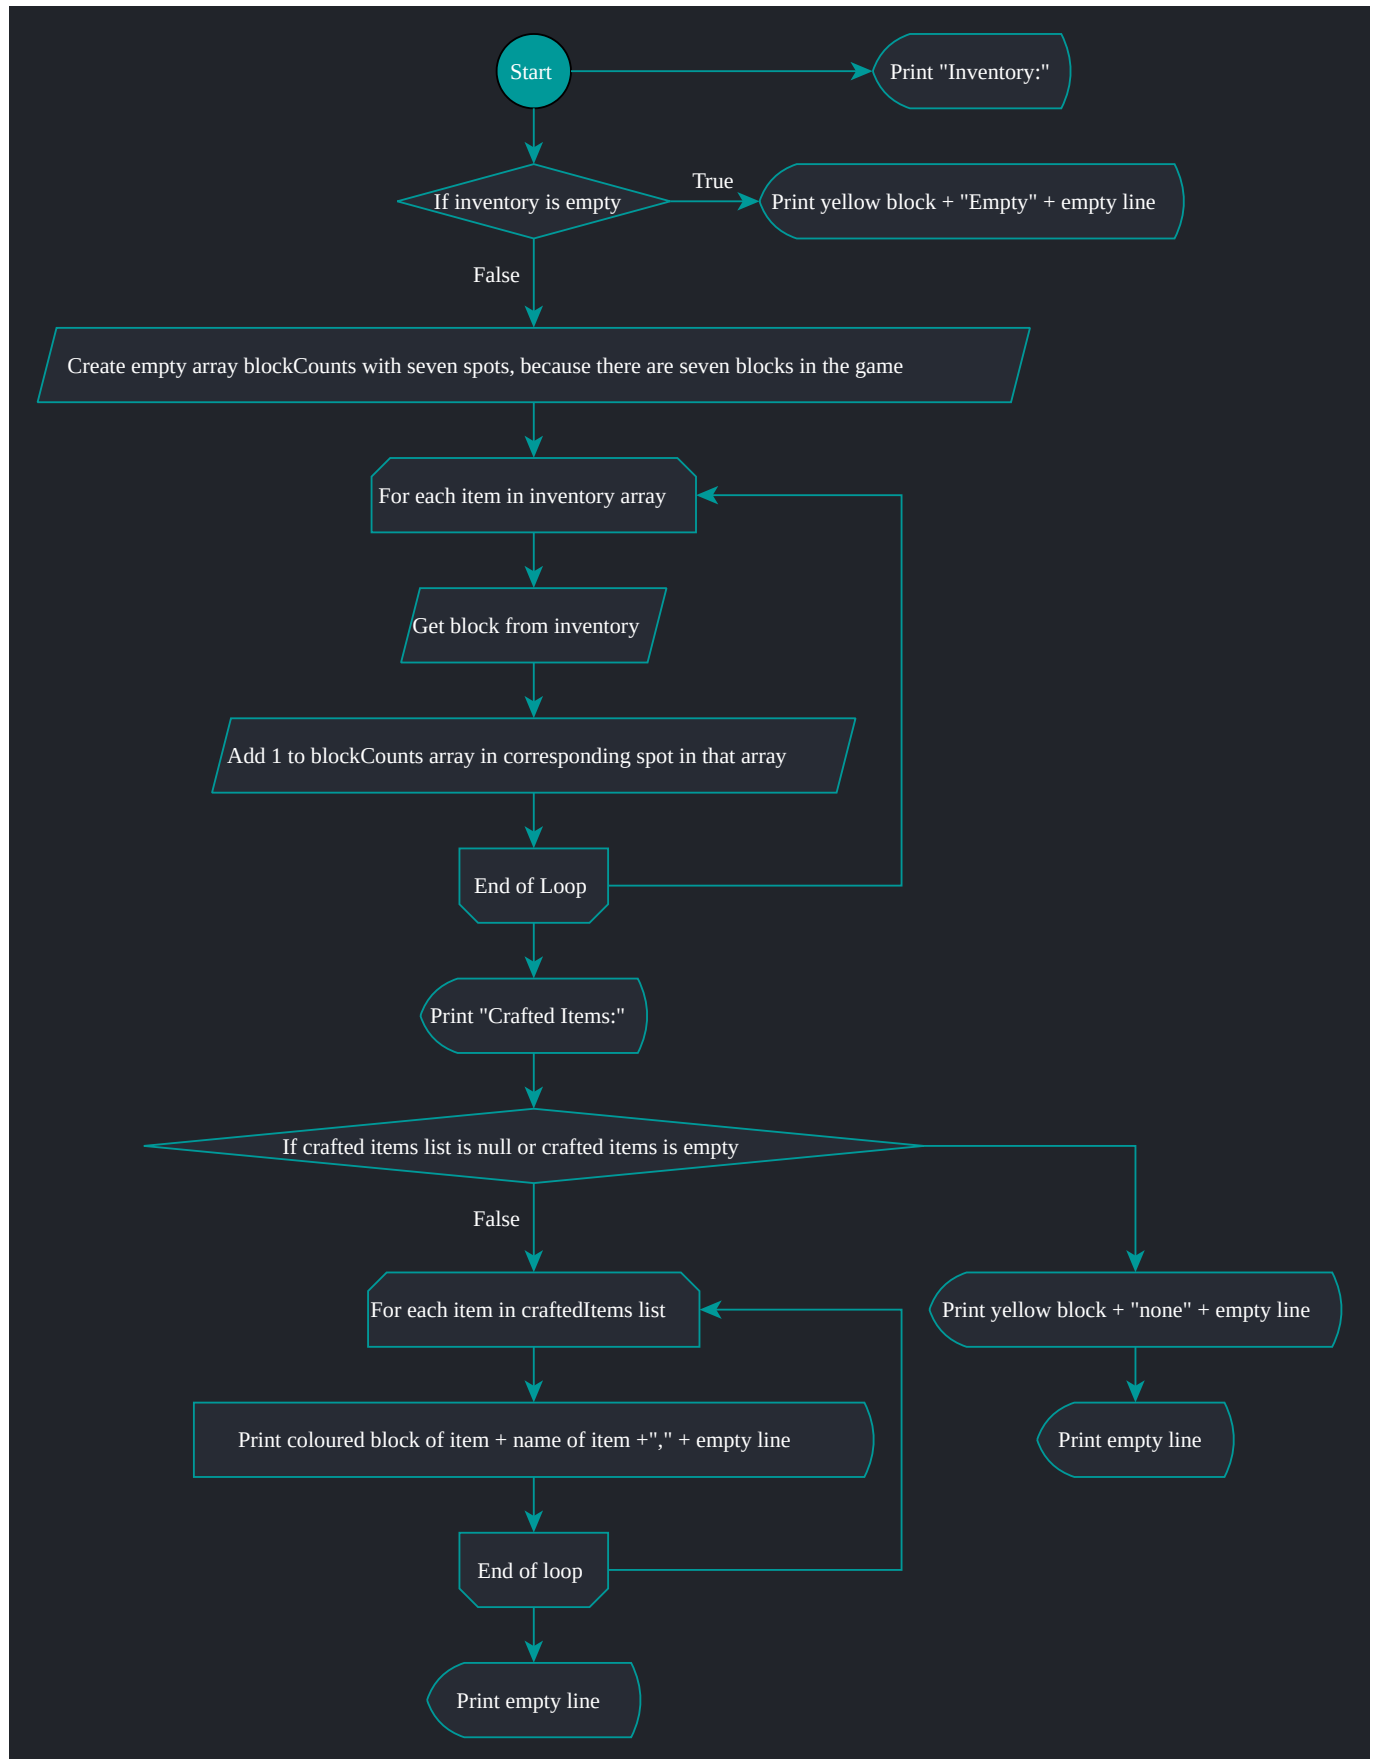 Start
Print "Inventory:"
True
If inventory is empty
Print yellow block + "Empty" + empty line
False
Create empty array blockCounts with seven spots, because there are seven blocks in the game
For each item in inventory array
Get block from inventory
Add 1 to blockCounts array in corresponding spot in that array
End of Loop
Print "Crafted Items:"
If crafted items list is null or crafted items is empty
False
For each item in craftedItems list
Print yellow block + "none" + empty line
Print coloured block of item + name of item +"," + empty line
Print empty line
End of loop
Print empty line